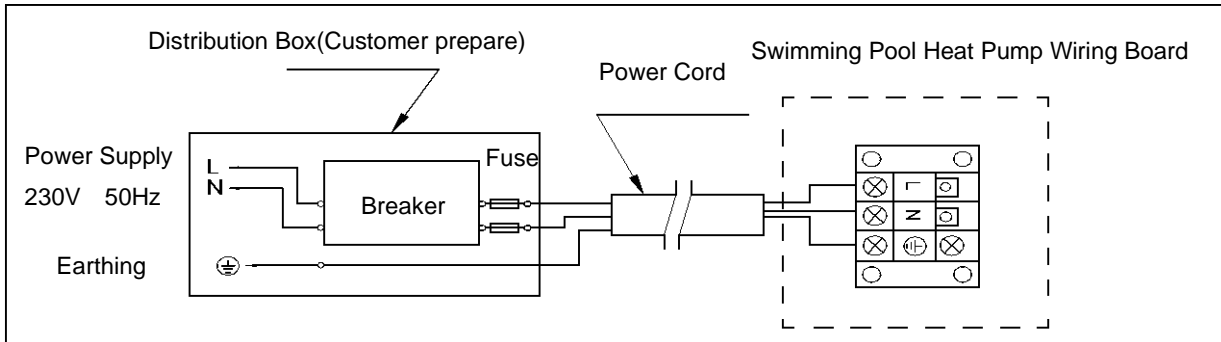 Distribution Box(Customer prepare)
Swimming Pool Heat Pump Wiring Board
Power Cord
Power Supply
230V 50Hz
L
N
Fuse
Breaker
Earthing
L
N